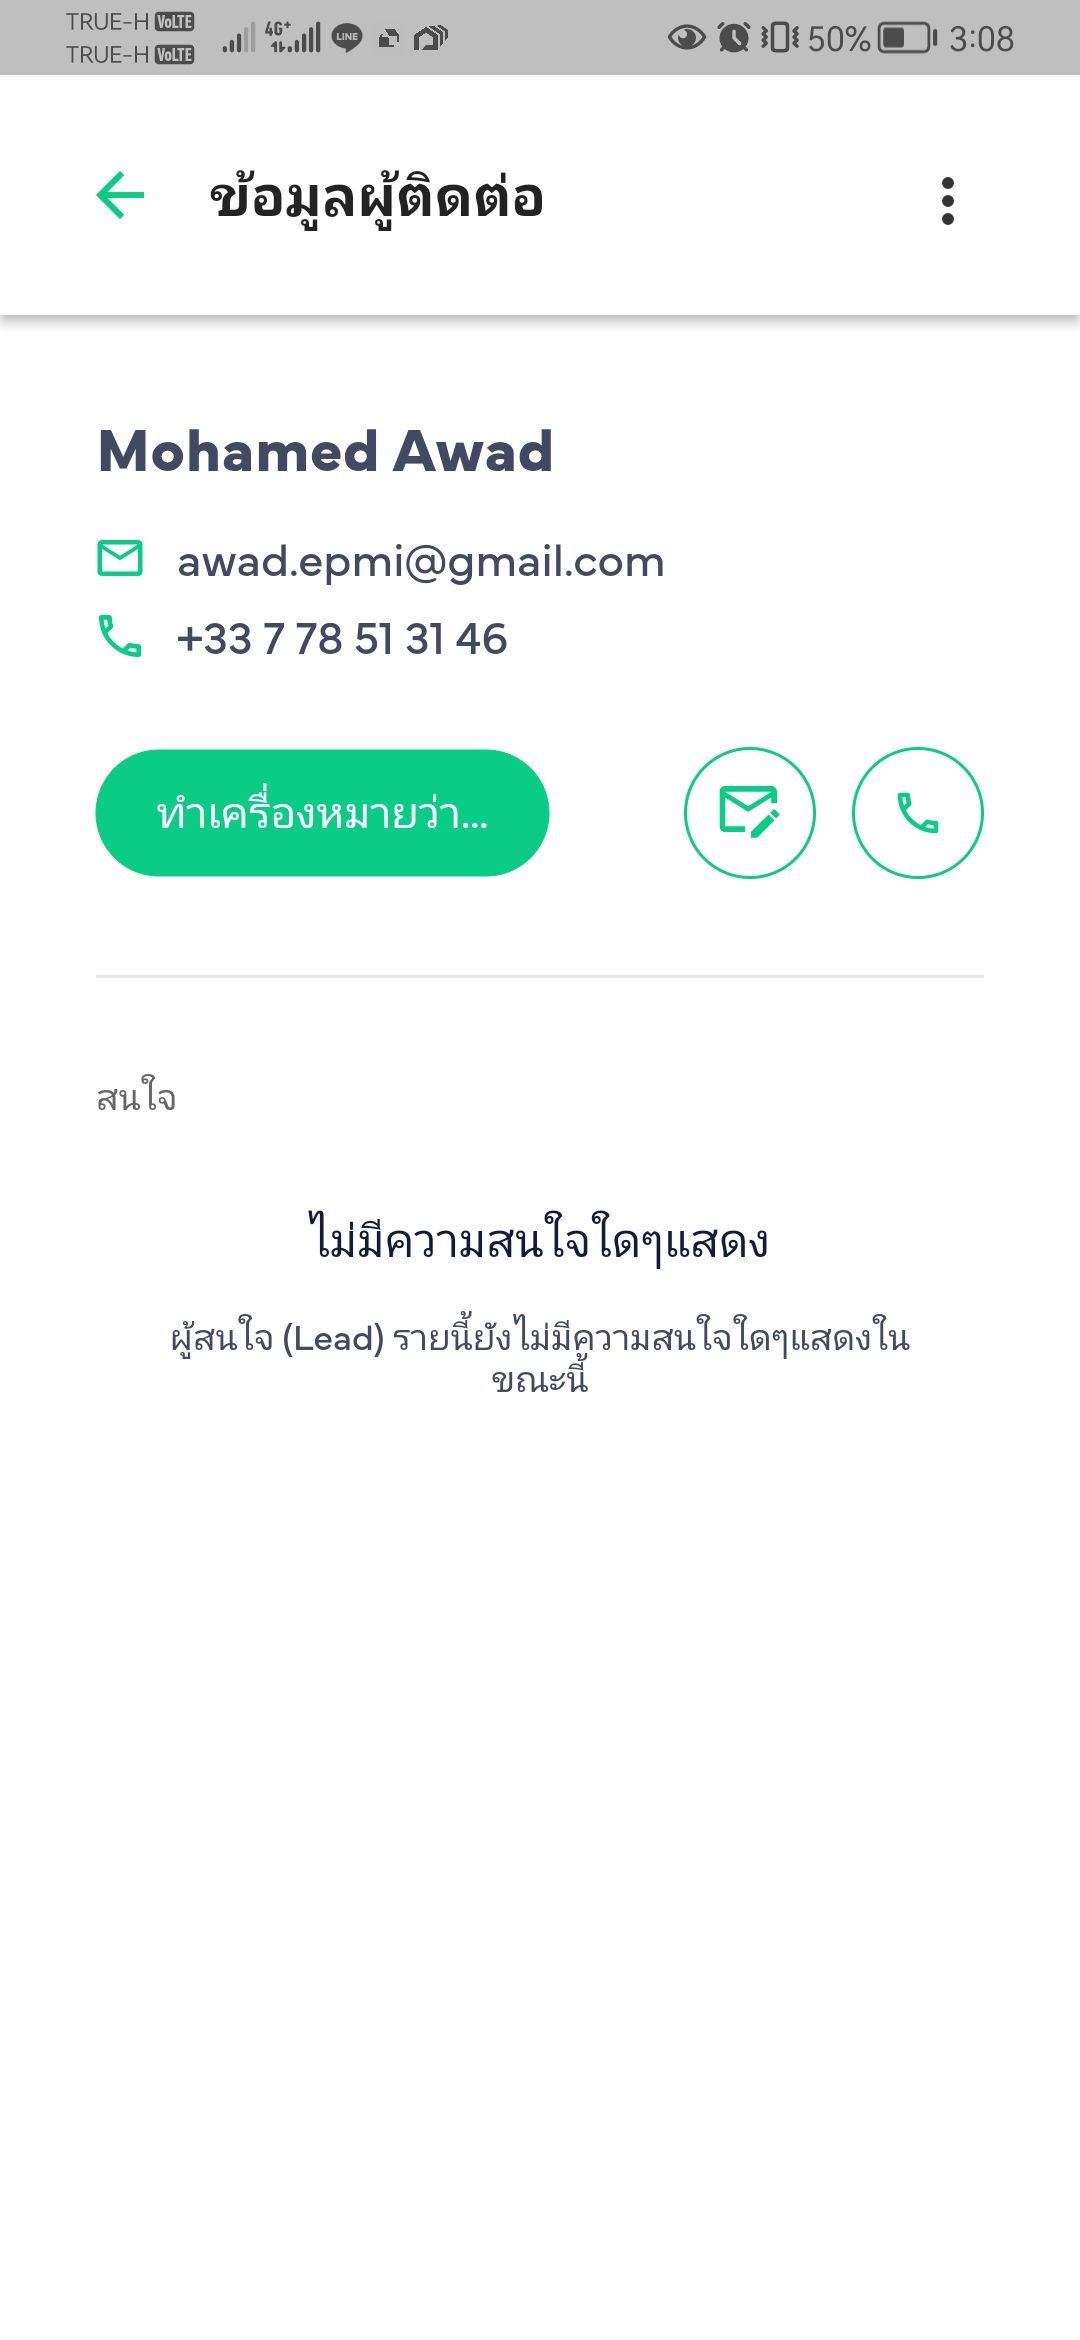 TRUE-H VoLTE
TRUE-H VoLTE
4G+
LINE
50%
3:08
ข้อมูลผู้ติดต่อ
Mohamed Awad
awad.epmi@gmail.com
+33 7 78 51 31 46
ทำเครื่องหมายว่า...
สนใจ
ไม่มีความสนใจใดๆแสดง
ผู้สนใจ (Lead) รายนี้ยังไม่มีความสนใจใดๆแสดงใน
ขณะนี้